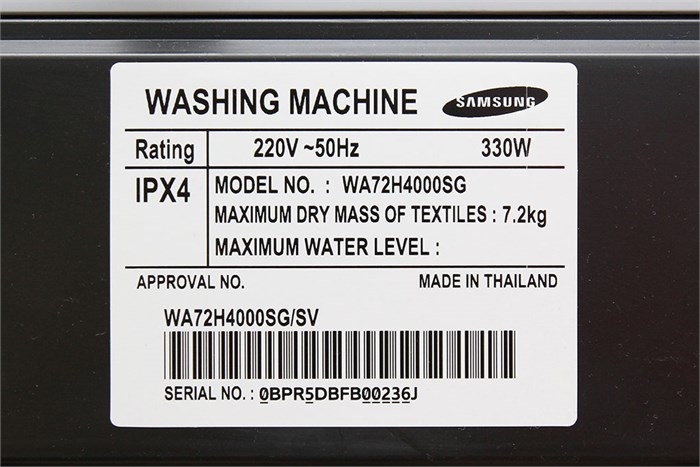 WASHING MACHINE SAMSUNG
Rating 220V ~50Hz 330W
IPX4 MODEL NO. : WA72H4000SG
MAXIMUM DRY MASS OF TEXTILES : 7.2kg
MAXIMUM WATER LEVEL :
APPROVAL NO. MADE IN THAILAND
WA72H4000SG/SV
SERIAL NO. : 0BPR5DBFB00236J